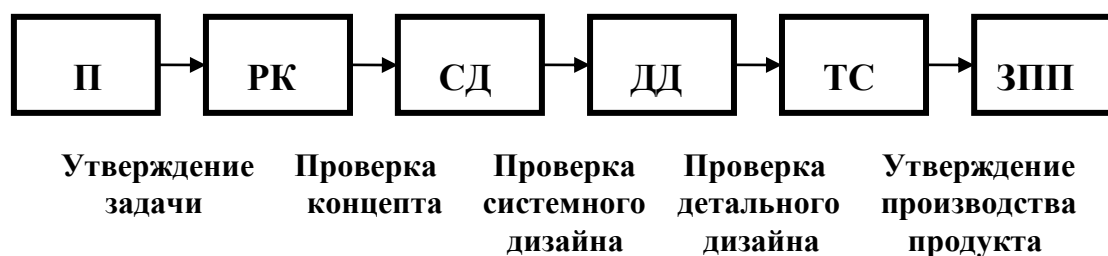 П РК СД ДД ТС ЗПП
Утверждение Проверка Проверка Проверка Утверждение
задачи концепта системного детального производства
дизайна дизайна продукта